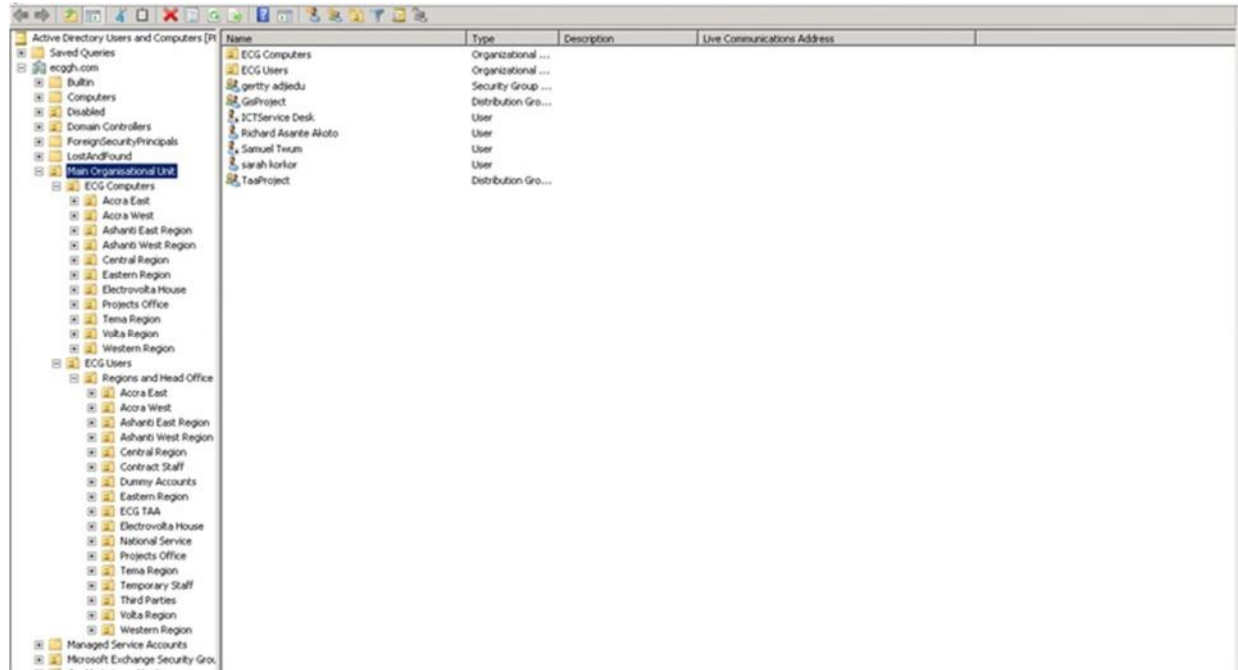 Active Directory Users and Computers [P
Saved Queries
ecggh.com
Builtin
Computers
Disabled
Domain Controllers
ForeignSecurityPrincipals
LostAndFound
Main Organisational Unit
ECG Computers
Accra East
Accra West
Ashanti East Region
Ashanti West Region
Central Region
Eastern Region
Electrovolta House
Projects Office
Tema Region
Volta Region
Western Region
ECG Users
Regions and Head Office
Accra East
Accra West
Ashanti East Region
Ashanti West Region
Central Region
Contract Staff
Dummy Accounts
Eastern Region
ECG TAA
Electrovolta House
National Service
Projects Office
Tema Region
Temporary Staff
Third Parties
Volta Region
Western Region
Managed Service Accounts
Microsoft Exchange Security Grou
Name Type Description Live Communications Address
ECG Computers Organizational ...
ECG Users Organizational ...
gertty adjiedu Security Group ...
GisProject Distribution Gro...
ICTService Desk User
Richard Asante Akoto User
Samuel Twum User
sarah korkor User
TaaProject Distribution Gro...